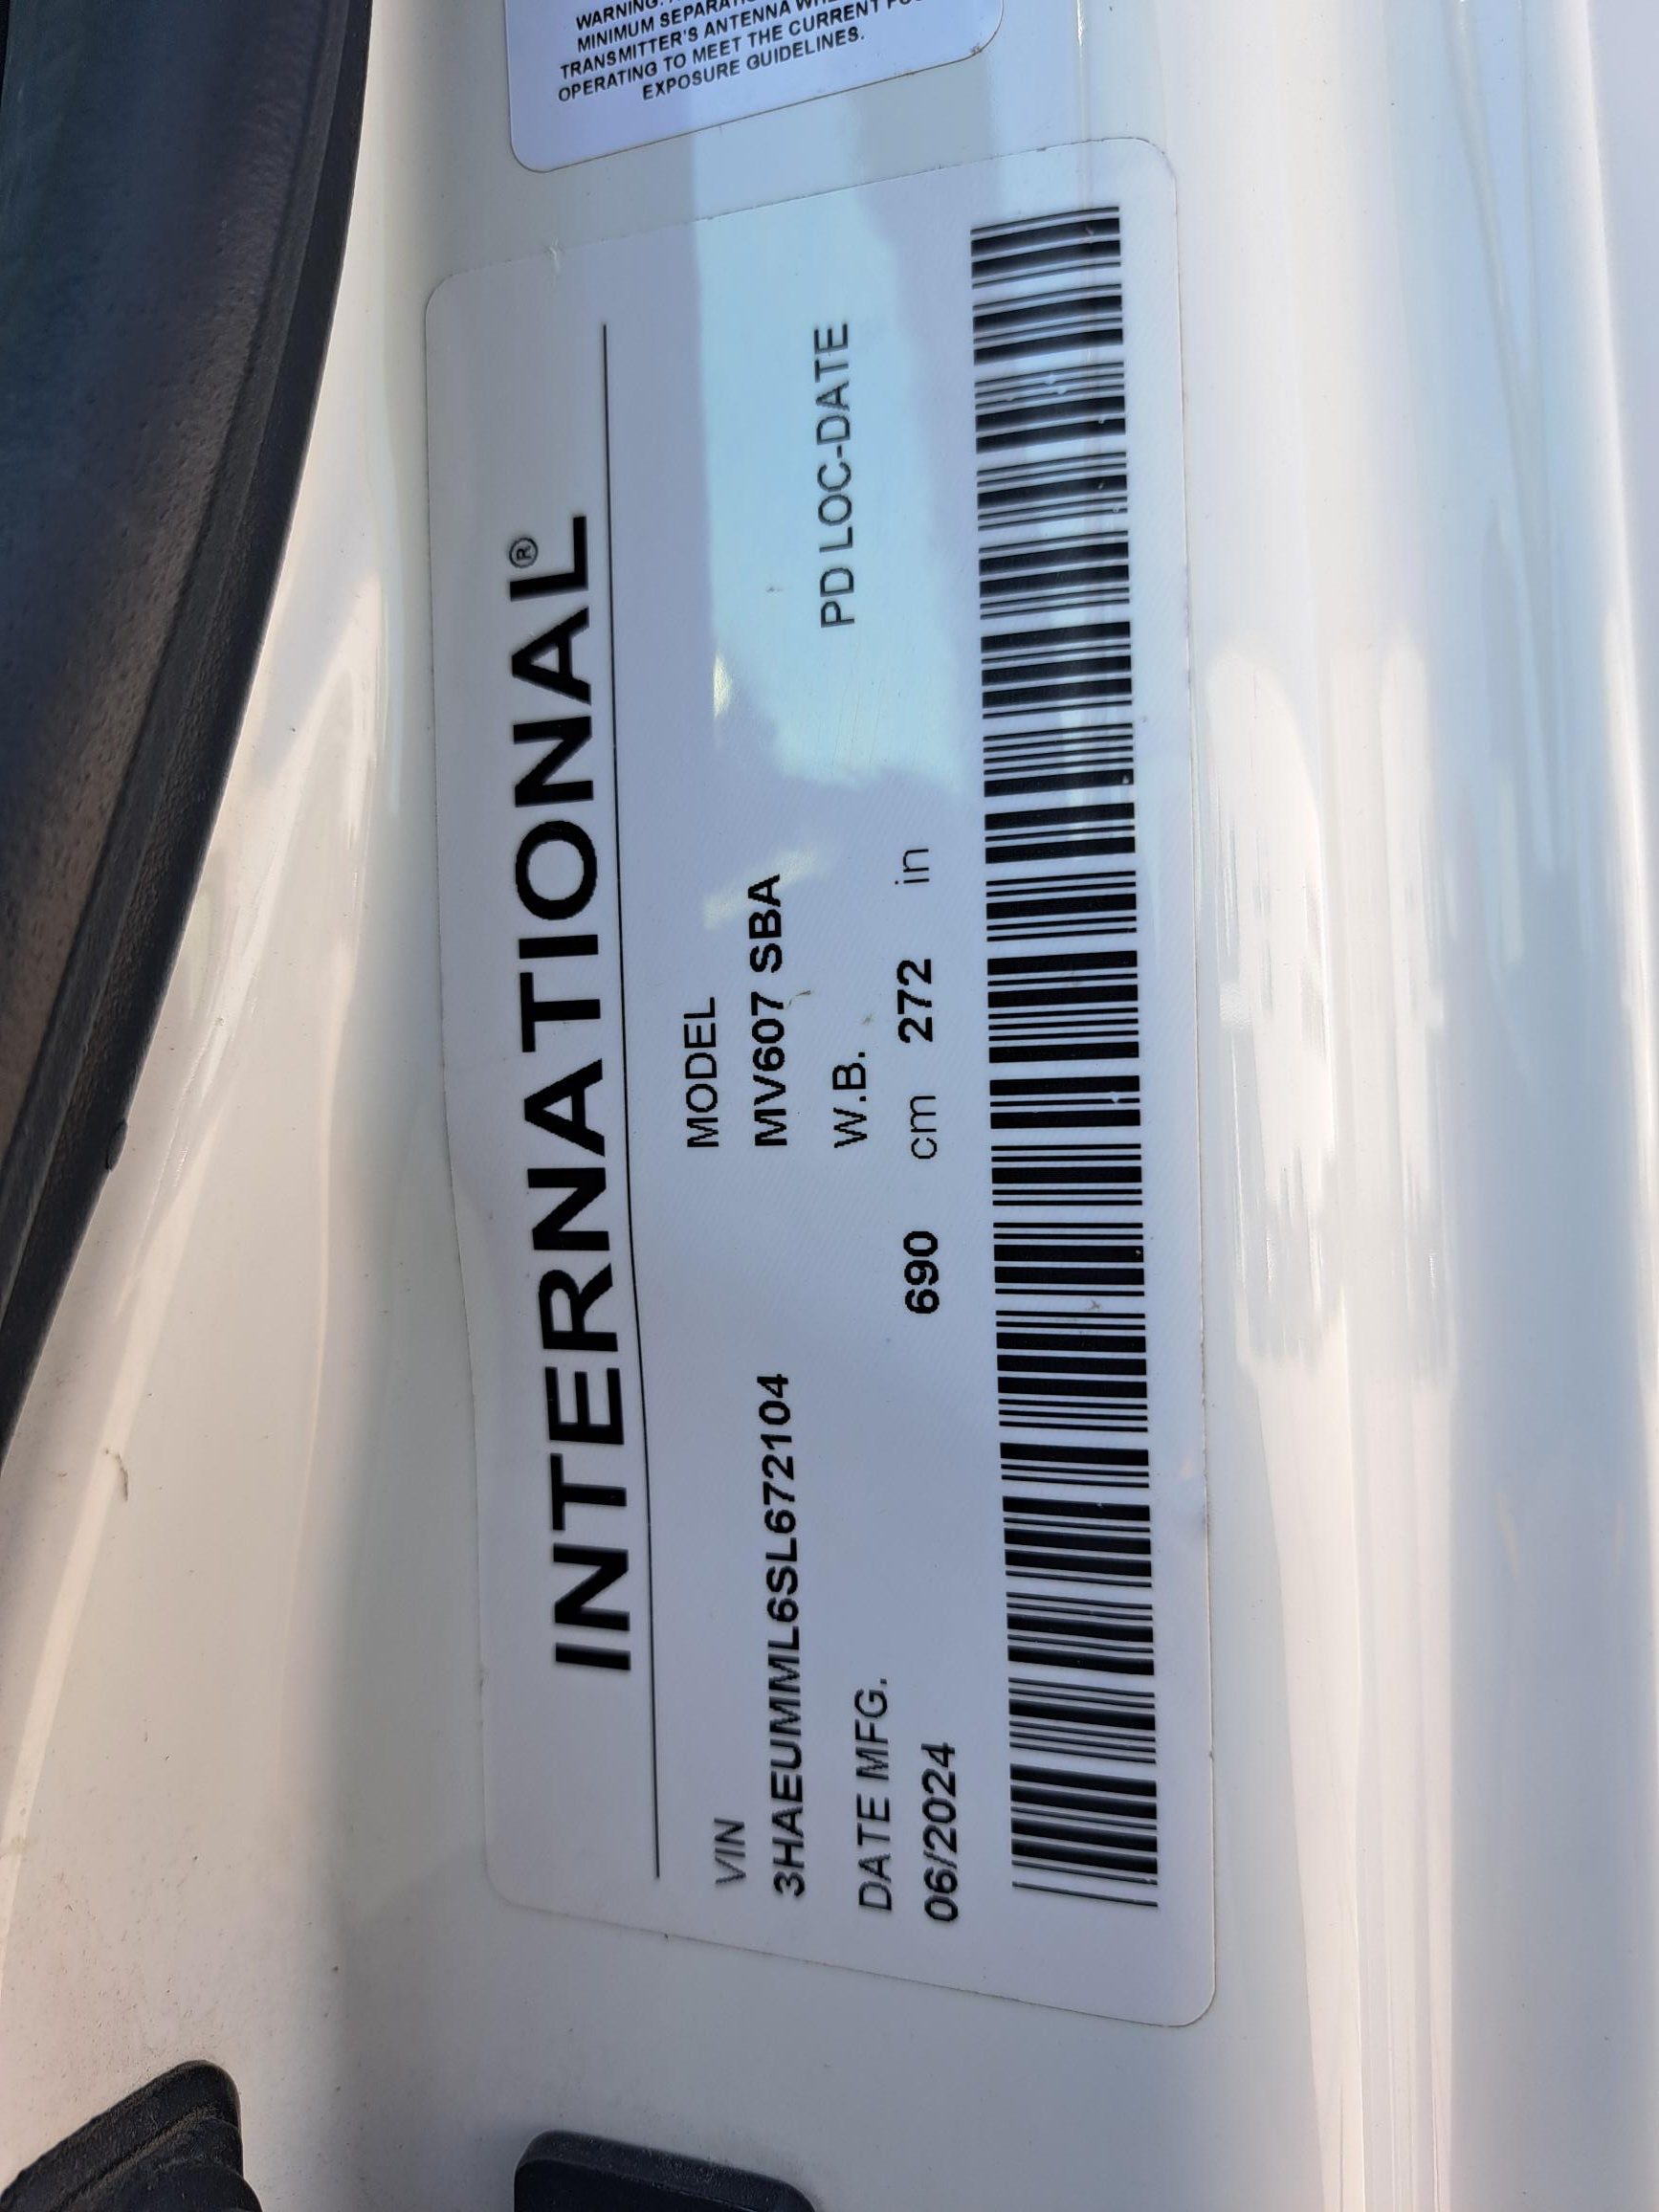 WARNING:
MINIMUM
TRANSMITTER'S ANTENNA
OPERATING TO MEET THE CURRENT
EXPOSURE GUIDELINES.
INTERNATIONAL®
VIN MODEL
3HAEUMML6SL672104 MV607 SBA
DATE MFG. W.B. PD LOC-DATE
06/2024 690 cm 272 in